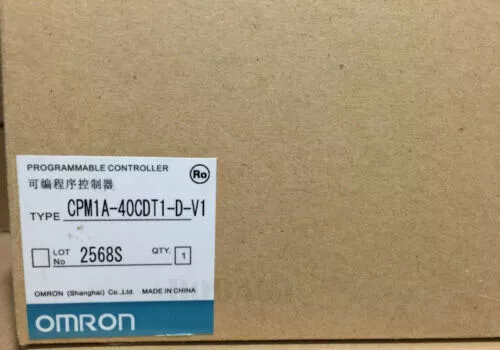 PROGRAMMABLE CONTROLLER
Ro
可编程序控制器
TYPE CPM1A-40CDT1-D-V1
LOT No 2568S QTY. 1
OMRON (Shanghai) Co.,Ltd. MADE IN CHINA
OMRON